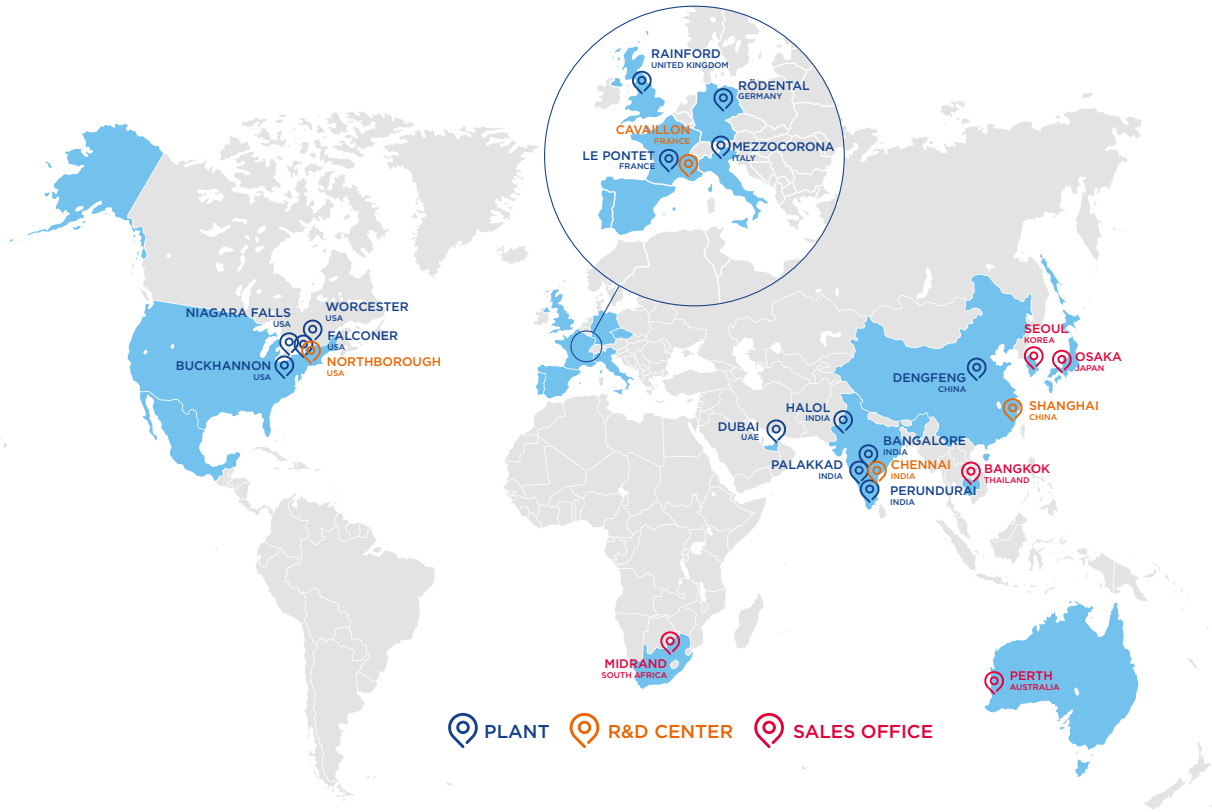 RAINFORD
UNITED KINGDOM
RÖDENTAL
GERMANY
CAVAILLON
FRANCE
LE PONTET
FRANCE
MEZZOCORONA
ITALY
NIAGARA FALLS
USA
WORCESTER
USA
FALCONER
USA
BUCKHANNON
USA
NORTHBOROUGH
USA
SEOUL
KOREA
OSAKA
JAPAN
DENGFENG
CHINA
SHANGHAI
CHINA
HALOL
INDIA
DUBAI
UAE
BANGALORE
INDIA
PALAKKAD
INDIA
CHENNAI
INDIA
PERUNDURAI
INDIA
BANGKOK
THAILAND
MIDRAND
SOUTH AFRICA
PERTH
AUSTRALIA
PLANT
R&D CENTER
SALES OFFICE